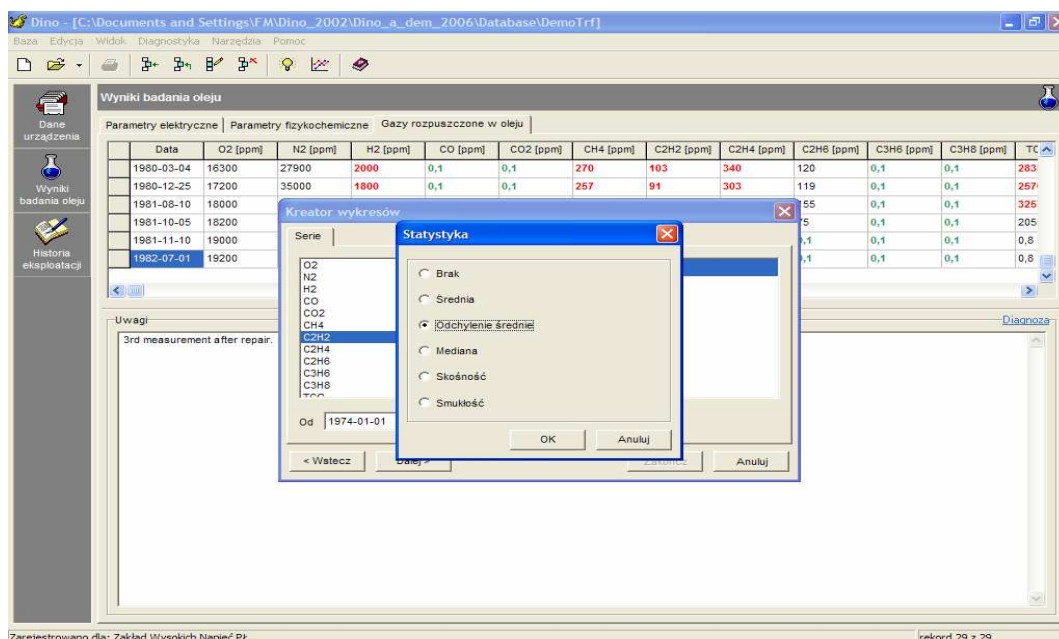 Dino - [C:\Documents and Settings\FM\Dino_2002\Dino_a_dem_2006\Database\DemoTrf]
Baza Edycja Widok Diagnostyka Narzędzia Pomoc
Wyniki badania oleju
Dane urządzenia
Wyniki badania oleju
Historia eksploatacji
Parametry elektryczne Parametry fizykochemiczne Gazy rozpuszczone w oleju
Data O2 [ppm] N2 [ppm] H2 [ppm] CO [ppm] CO2 [ppm] CH4 [ppm] C2H2 [ppm] C2H4 [ppm] C2H6 [ppm] C3H6 [ppm] C3H8 [ppm] TC
1980-03-04 16300 27900 2000 0,1 0,1 270 103 340 120 0,1 0,1 283
1980-12-25 17200 35000 1800 0,1 0,1 257 91 303 119 0,1 0,1 257
1981-08-10 18000 55 0,1 0,1 325
1981-10-05 18200 5 0,1 0,1 205
1981-11-10 19000 ,1 0,1 0,1 0,8
1982-07-01 19200 ,1 0,1 0,1 0,8
Kreator wykresów
Serie
O2
N2
H2
CO
CO2
CH4
C2H2
C2H4
C2H6
C3H6
C3H8
TCG
Od 1974-01-01
< Wstecz Dalej > Zakończ Anuluj
Statystyka
Brak
Średnia
Odchylenie średnie
Mediana
Skośność
Smukłość
OK Anuluj
Uwagi Diagnoza
3rd measurement after repair.
Zarejestrowano dla: Zakład Wysokich Napięć PŁ rekord 29 z 29